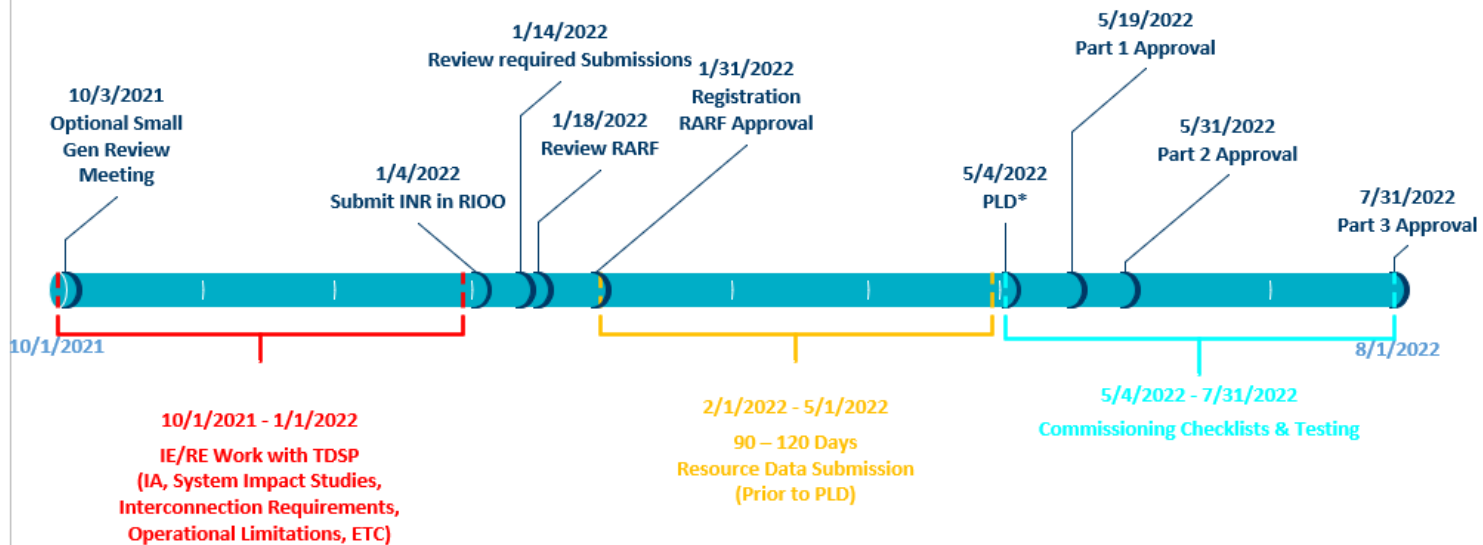 10/3/2021
Optional Small
Gen Review
Meeting
1/4/2022
Submit INR in RIOO
1/14/2022
Review required Submissions
1/18/2022
Review RARF
1/31/2022
Registration
RARF Approval
5/4/2022
PLD*
5/19/2022
Part 1 Approval
5/31/2022
Part 2 Approval
7/31/2022
Part 3 Approval
10/1/2021
8/1/2022
10/1/2021 - 1/1/2022
IE/RE Work with TDSP
(IA, System Impact Studies,
Interconnection Requirements,
Operational Limitations, ETC)
2/1/2022 - 5/1/2022
90 – 120 Days
Resource Data Submission
(Prior to PLD)
5/4/2022 - 7/31/2022
Commissioning Checklists & Testing